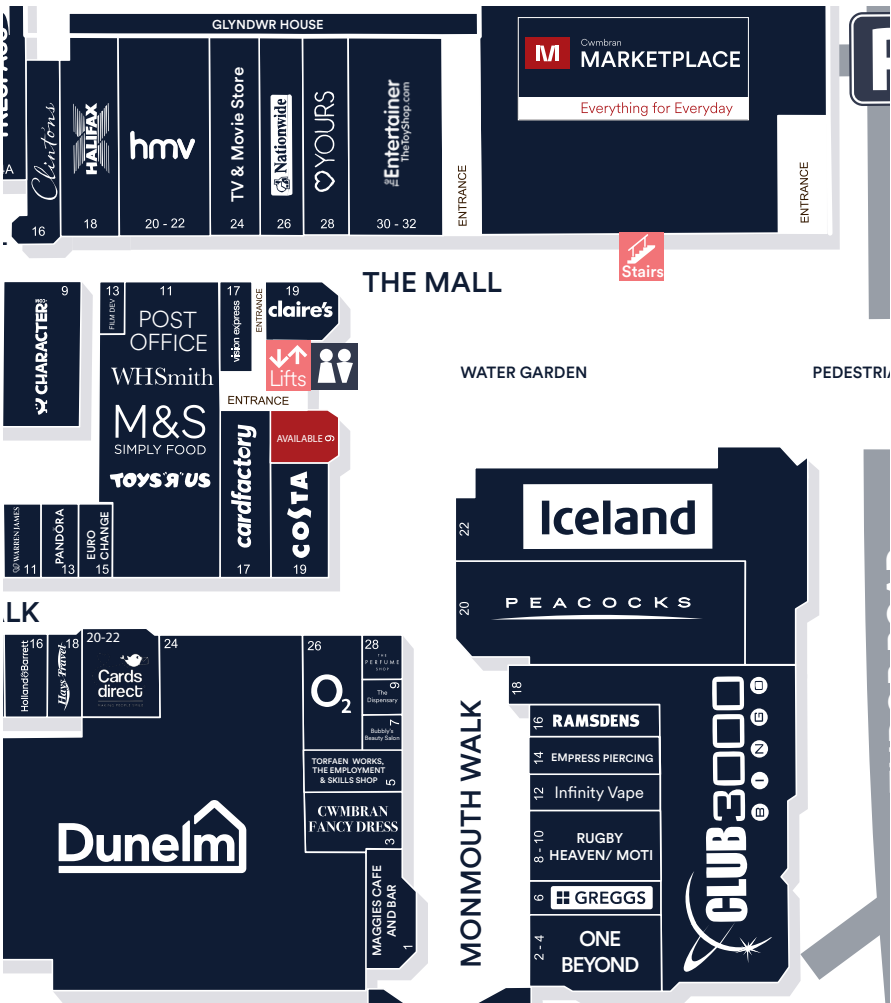 GLYNDWR HOUSE
Clintons
16
HALIFAX
18
hmv
20 - 22
TV & Movie Store
24
Nationwide
26
YOURS
28
THE Entertainer
TheToyShop.com
30 - 32
ENTRANCE
M
Cwmbran
MARKETPLACE
Everything for Everyday
ENTRANCE
Stairs
THE MALL
9
CHARACTER
13
FILM DEV
11
POST
OFFICE
WHSmith
M&S
SIMPLY FOOD
TOYS"R"US
17
vision express
ENTRANCE
19
claire's
Lifts
ENTRANCE
AVAILABLE 9
cardfactory
17
COSTA
19
WARREN JAMES
11
PANDÖRA
13
EURO
CHANGE
15
WATER GARDEN
PEDESTRIA
22
Iceland
20
PEACOCKS
18
16
RAMSDENS
14
EMPRESS PIERCING
12
Infinity Vape
8 - 10
RUGBY
HEAVEN/ MOTI
6
GREGGS
2 - 4
ONE
BEYOND
CLUB3000
BINGO
MONMOUTH WALK
ALK
16
Holland&Barrett
18
Hays Travel
20-22
Cards
direct
24
Dunelm
26
O2
28
THE
PERFUME
SHOP
9
The
Dispensary
7
Bubbly's
Beauty Salon
TORFAEN WORKS,
THE EMPLOYMENT
& SKILLS SHOP
5
CWMBRAN
FANCY DRESS
3
MAGGIES CAFE
AND BAR
1